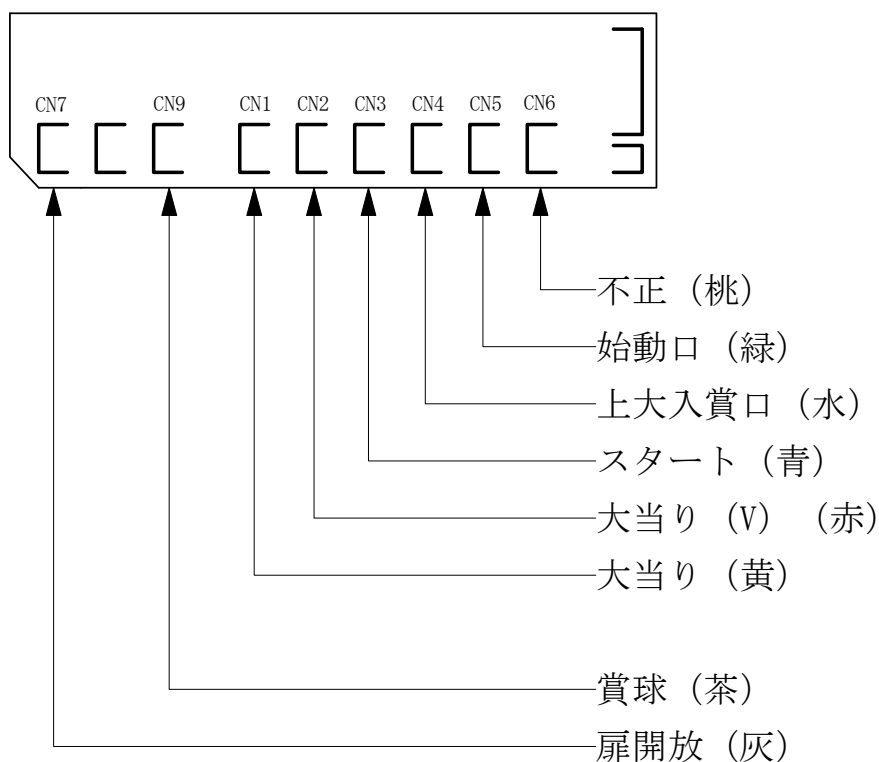 CN7 CN9 CN1 CN2 CN3 CN4 CN5 CN6
不正（桃）
始動口（緑）
上大入賞口（水）
スタート（青）
大当り（V）（赤）
大当り（黄）
賞球（茶）
扉開放（灰）